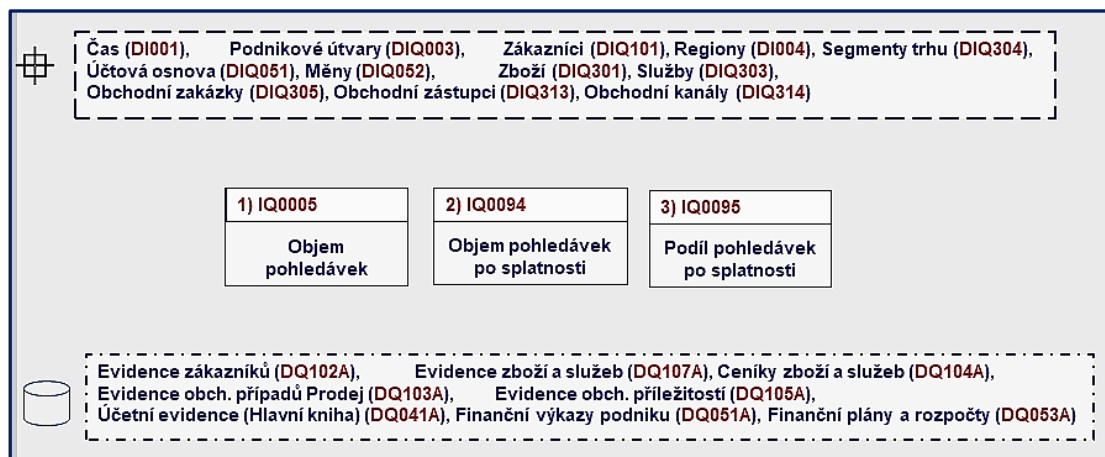 Čas (DI001), Podnikové útvary (DIQ003), Zákazníci (DIQ101), Regiony (DI004), Segmenty trhu (DIQ304),
Účtová osnova (DIQ051), Měny (DIQ052), Zboží (DIQ301), Služby (DIQ303),
Obchodní zakázky (DIQ305), Obchodní zástupci (DIQ313), Obchodní kanály (DIQ314)
1) IQ0005
Objem
pohledávek
2) IQ0094
Objem pohledávek
po splatnosti
3) IQ0095
Podíl pohledávek
po splatnosti
Evidence zákazníků (DQ102A), Evidence zboží a služeb (DQ107A), Ceníky zboží a služeb (DQ104A),
Evidence obch. případů Prodej (DQ103A), Evidence obch. příležitostí (DQ105A),
Účetní evidence (Hlavní kniha) (DQ041A), Finanční výkazy podniku (DQ051A), Finanční plány a rozpočty (DQ053A)